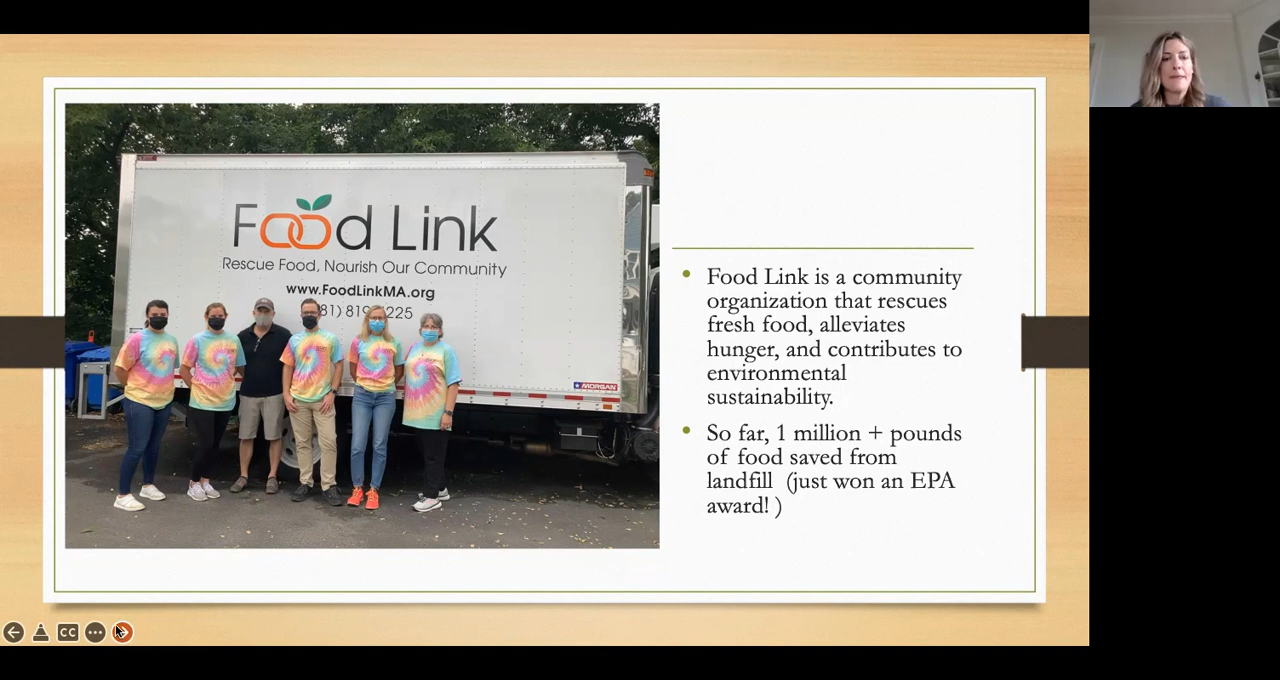 Food Link
Rescue Food, Nourish Our Community
www.FoodLinkMA.org
MORGAN
Food Link is a community
organization that rescues
fresh food, alleviates
hunger, and contributes to
environmental
sustainability.
So far, 1 million + pounds
of food saved from
landfill (just won an EPA
award! )
CC